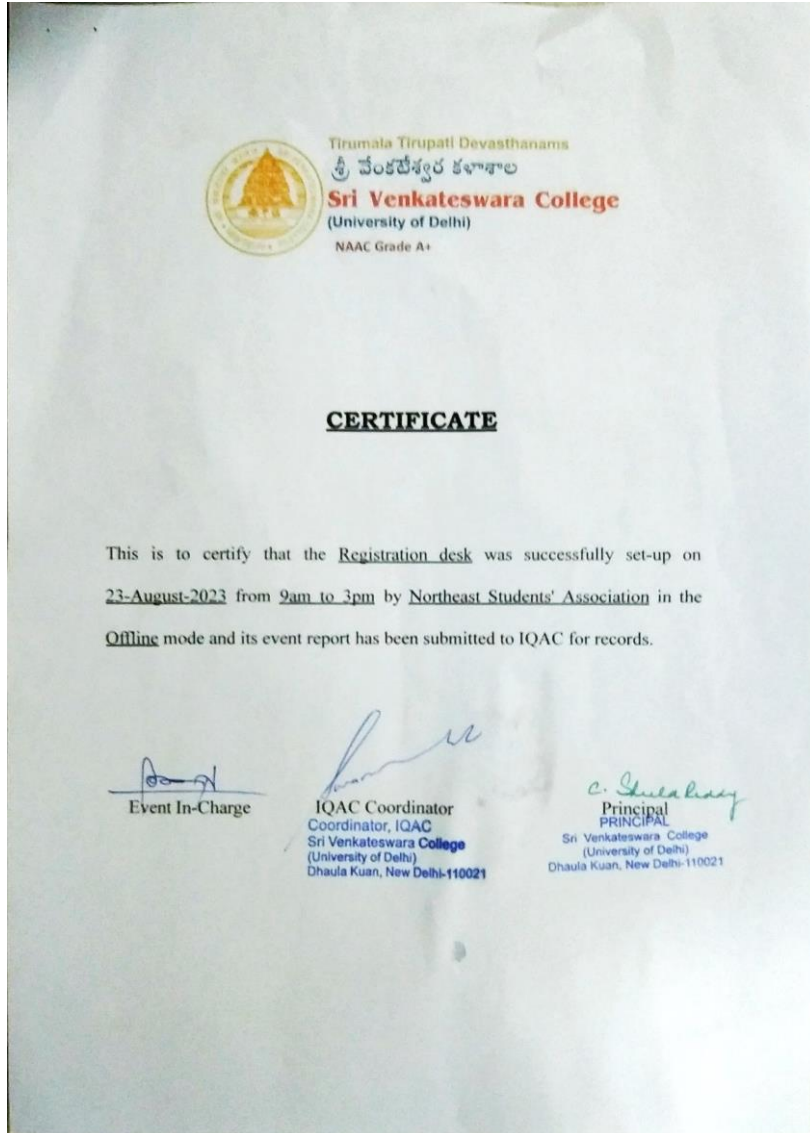 Tirumala Tirupati Devasthanams
శ్రీ వేంకటేశ్వర కళాశాల
Sri Venkateswara College
(University of Delhi)
NAAC Grade A+
CERTIFICATE
This is to certify that the Registration desk was successfully set-up on
23-August-2023 from 9am to 3pm by Northeast Students' Association in the
Offline mode and its event report has been submitted to IQAC for records.
C. Sheela Reddy
Event In-Charge
IQAC Coordinator
Coordinator, IQAC
Sri Venkateswara College
(University of Delhi)
Dhaula Kuan, New Delhi-110021
Principal
PRINCIPAL
Sri Venkateswara College
(University of Delhi)
Dhaula Kuan, New Delhi-110021